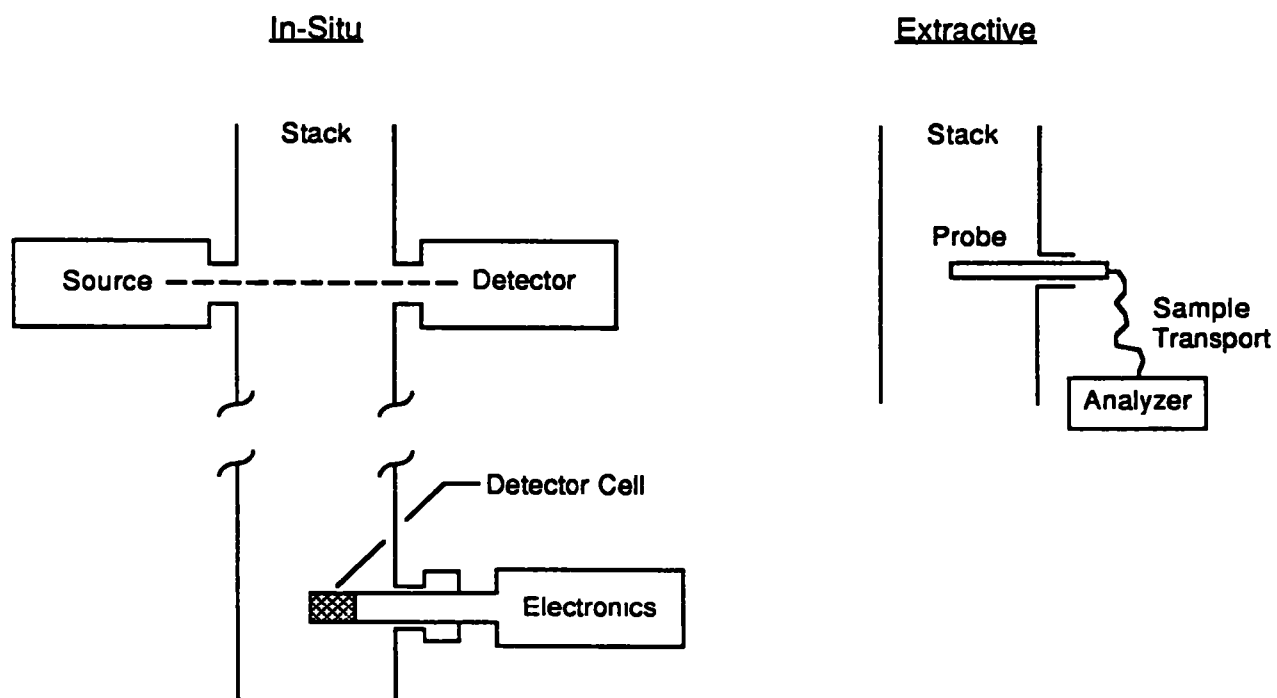 In-Situ
Extractive
Stack
Stack
Probe
Source
Detector
Sample
Transport
Analyzer
Detector Cell
Electronics